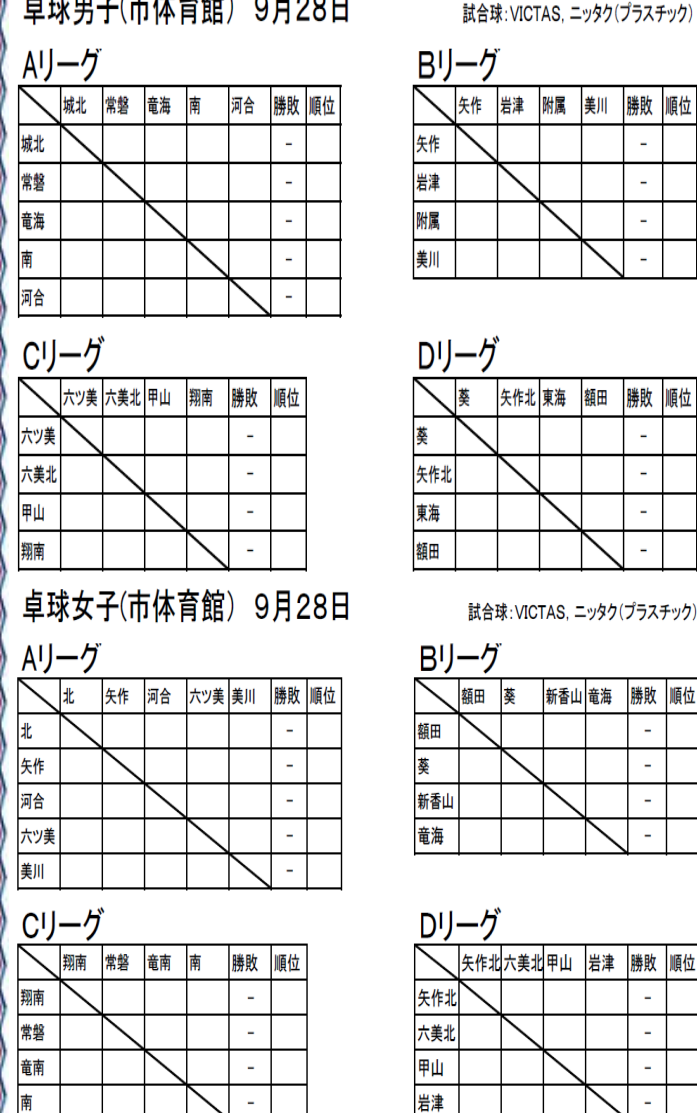 卓球男子(市体育館) 9月28日 試合球:VICTAS, ニッタク(プラスチック)
Aリーグ
城北 常磐 竜海 南 河合 勝敗 順位
城北 -
常磐 -
竜海 -
南 -
河合 -
Bリーグ
矢作 岩津 附属 美川 勝敗 順位
矢作 -
岩津 -
附属 -
美川 -
Cリーグ
六ツ美 六美北 甲山 翔南 勝敗 順位
六ツ美 -
六美北 -
甲山 -
翔南 -
Dリーグ
葵 矢作北 東海 額田 勝敗 順位
葵 -
矢作北 -
東海 -
額田 -
卓球女子(市体育館) 9月28日 試合球:VICTAS, ニッタク(プラスチック)
Aリーグ
北 矢作 河合 六ツ美 美川 勝敗 順位
北 -
矢作 -
河合 -
六ツ美 -
美川 -
Bリーグ
額田 葵 新香山 竜海 勝敗 順位
額田 -
葵 -
新香山 -
竜海 -
Cリーグ
翔南 常磐 竜南 南 勝敗 順位
翔南 -
常磐 -
竜南 -
南 -
Dリーグ
矢作北 六美北 甲山 岩津 勝敗 順位
矢作北 -
六美北 -
甲山 -
岩津 -